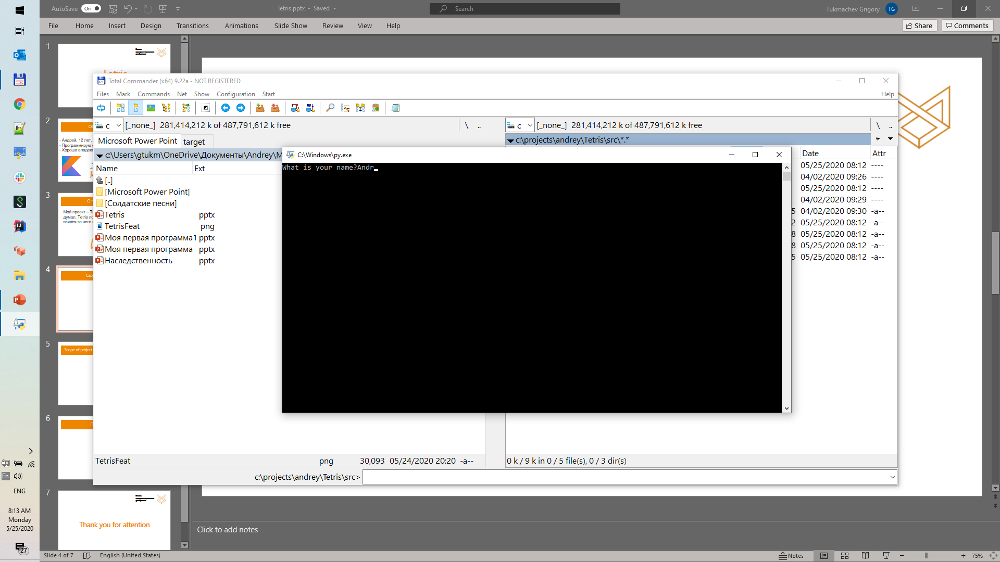 AutoSave On
Tetris.pptx - Saved
Search
Tukmachev Grigory TG
File Home Insert Design Transitions Animations Slide Show Review View Help
Share Comments
1
Tetris
2
- Андрей, 12 лет.
3
Мой проект –
4
5
Scope of project
6
7
Thank you for attention
Total Commander (x64) 9.22a - NOT REGISTERED
Files Mark Commands Net Show Configuration Start Help
FTP URL
c [_none_] 281,414,212 k of 487,791,612 k free \ ..
c [_none_] 281,414,212 k of 487,791,612 k free \ ..
Microsoft Power Point target
c:\projects\andrey\Tetris\src\*.* *
c:\Users\gtukm\OneDrive\Документы\Andrey\M
Name Ext
Date Attr
[..]
[Microsoft Power Point]
[Солдатские песни]
Tetris pptx
TetrisFeat png
Моя первая программа1 pptx
Моя первая программа pptx
Наследственность pptx
05/25/2020 08:12 ----
04/02/2020 09:26 ----
05/25/2020 08:12 ----
04/02/2020 09:29 ----
5 04/02/2020 09:30 -a--
2 05/25/2020 08:12 -a--
8 05/25/2020 08:12 -a--
8 05/25/2020 08:12 -a--
5 05/25/2020 08:12 -a--
C:\Windows\py.exe
What is your name?Andr
TetrisFeat png 30,093 05/24/2020 20:20 -a--
0 k / 9 k in 0 / 5 file(s), 0 / 3 dir(s)
c:\projects\andrey\Tetris\src>
Click to add notes
En
ENG
8:13 AM
Monday
5/25/2020
27
Slide 4 of 7 English (United States)
Notes 75%